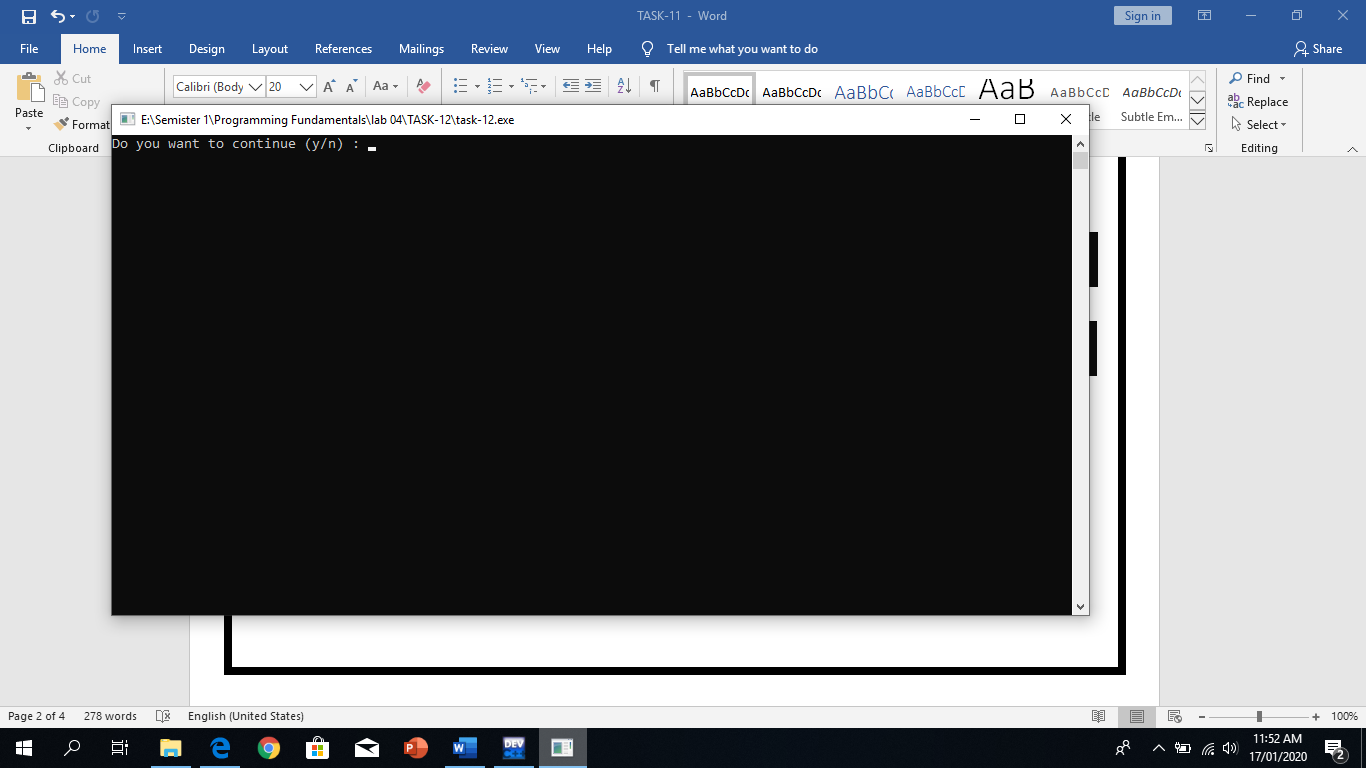 TASK-11 - Word
Sign in
File Home Insert Design Layout References Mailings Review View Help Tell me what you want to do Share
Paste
Cut
Copy
Format
Clipboard
Calibri (Body 20 A A Aa
AaBbCcDc AaBbCcDc AaBbCc AaBbCcD AaB AaBbCcD AaBbCcDc
Subtle Em...
Find
Replace
Select
Editing
E:\Semister 1\Programming Fundamentals\lab 04\TASK-12\task-12.exe
Do you want to continue (y/n) :
Page 2 of 4 278 words English (United States) 100%
DEV
11:52 AM
17/01/2020
2